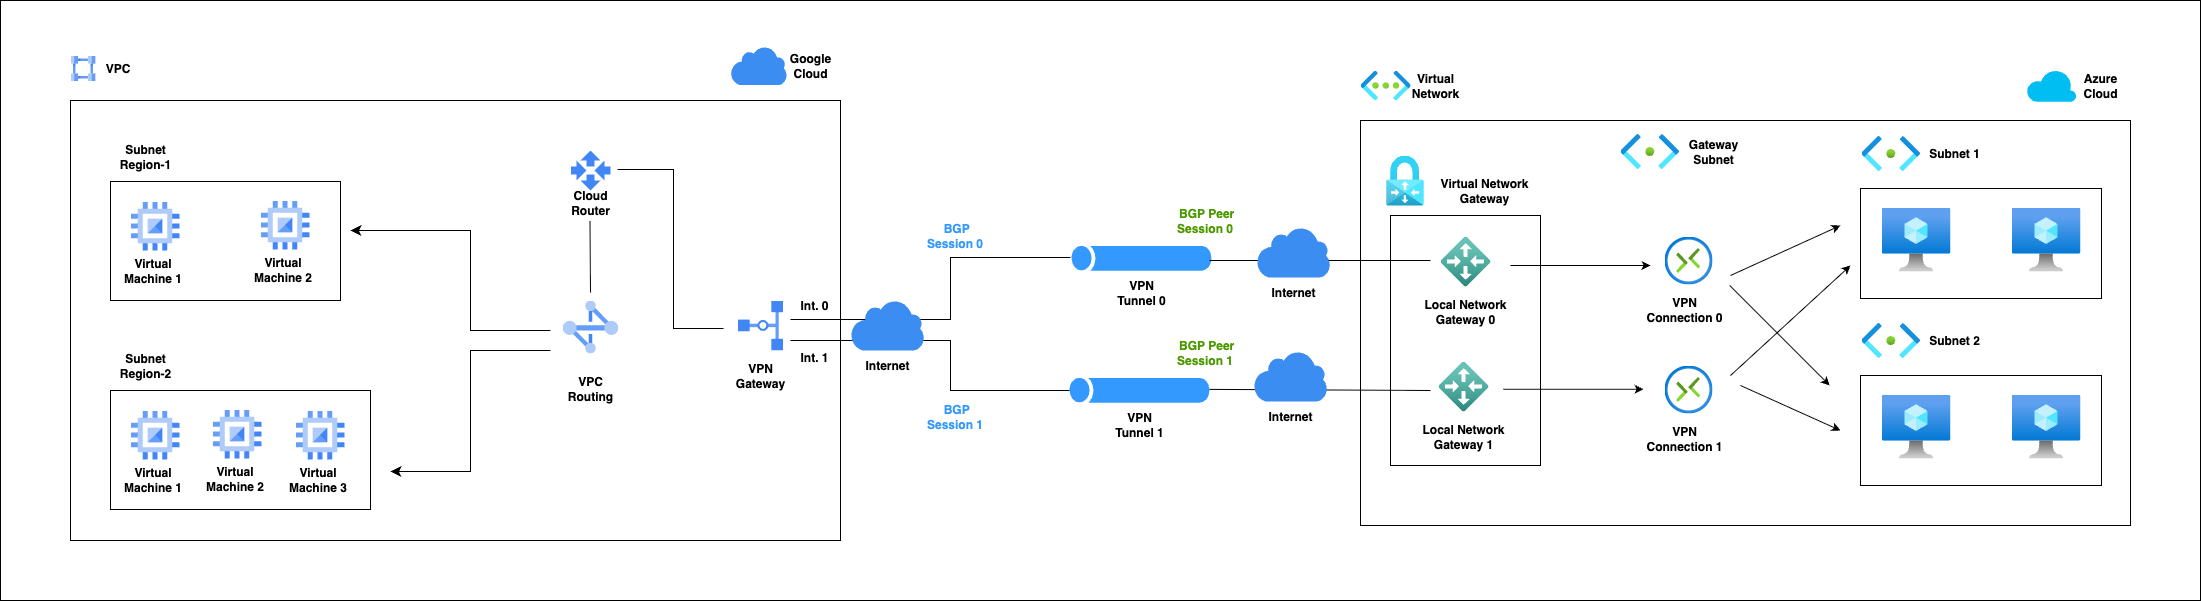 VPC
Google
Cloud
Subnet
Region-1
Virtual
Machine 1
Virtual
Machine 2
Subnet
Region-2
Virtual
Machine 1
Virtual
Machine 2
Virtual
Machine 3
Cloud
Router
VPC
Routing
VPN
Gateway
Int. 0
Int. 1
Internet
BGP
Session 0
BGP
Session 1
VPN
Tunnel 0
VPN
Tunnel 1
BGP Peer
Session 0
BGP Peer
Session 1
Internet
Internet
Virtual
Network
Azure
Cloud
Virtual Network
Gateway
Local Network
Gateway 0
Local Network
Gateway 1
Gateway
Subnet
VPN
Connection 0
VPN
Connection 1
Subnet 1
Subnet 2